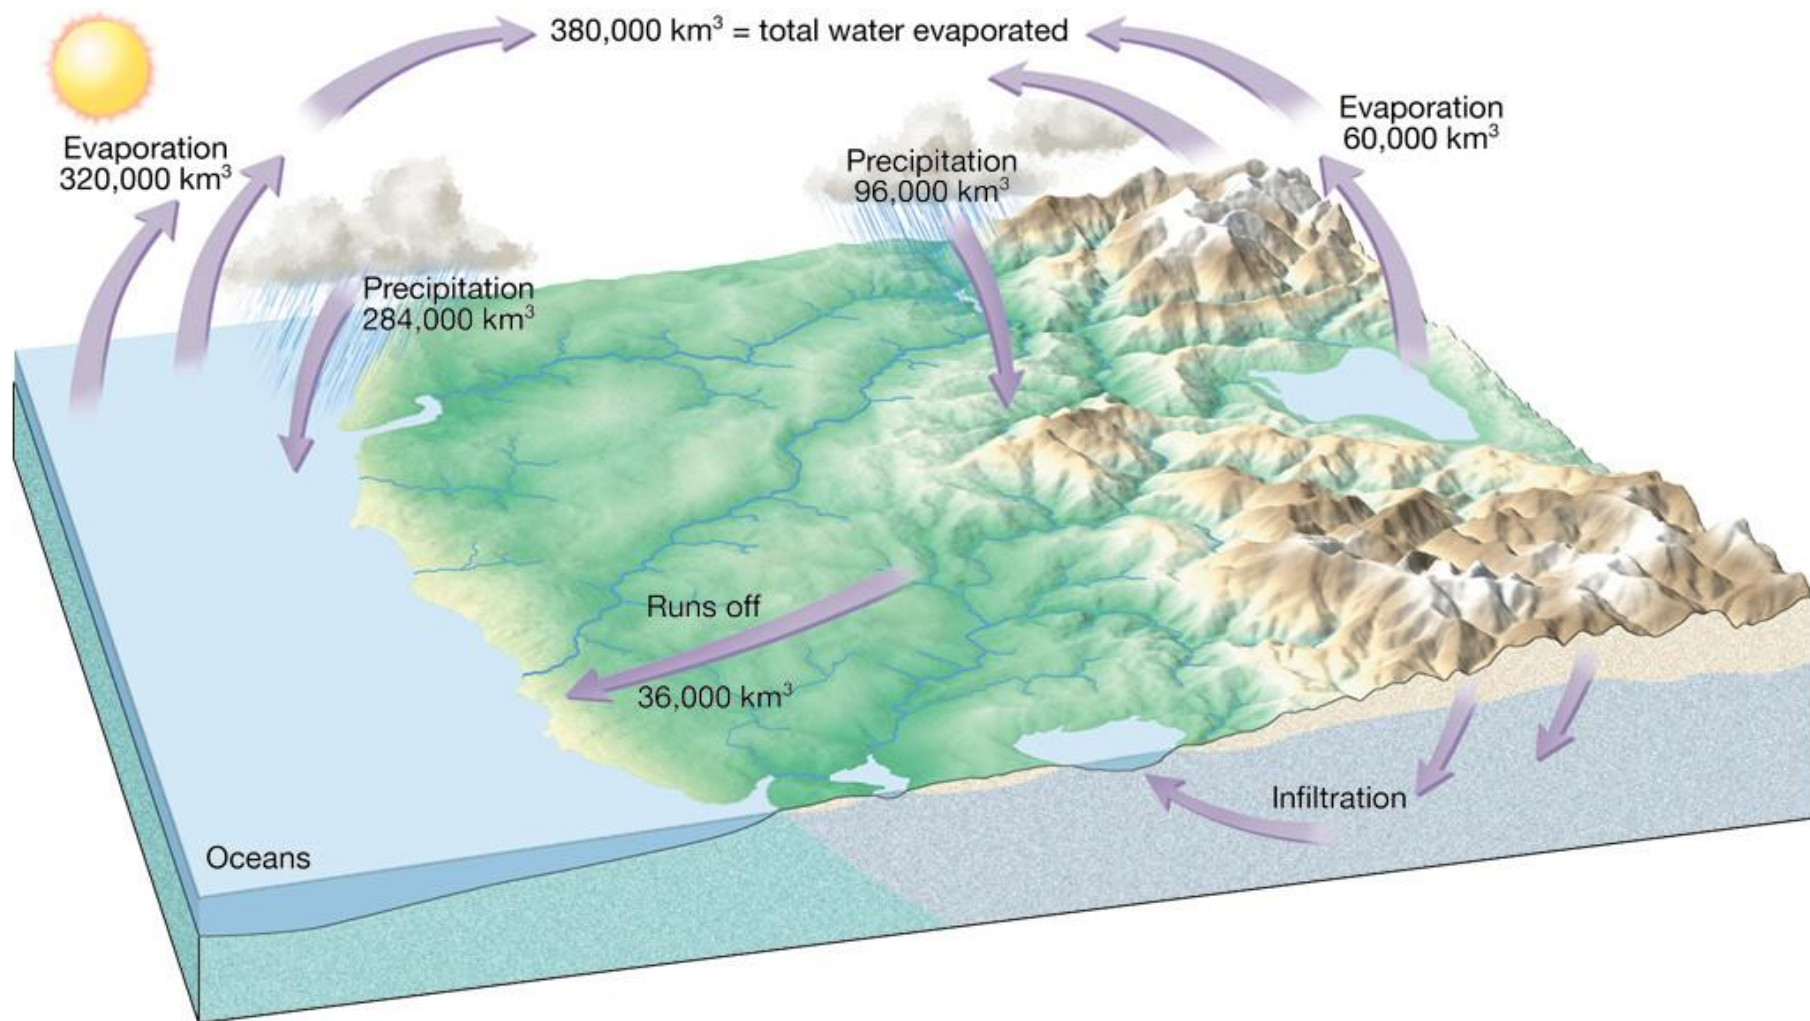 380,000 km³ = total water evaporated
Evaporation
320,000 km³
Evaporation
60,000 km³
Precipitation
96,000 km³
Precipitation
284,000 km³
Runs off
36,000 km³
Infiltration
Oceans